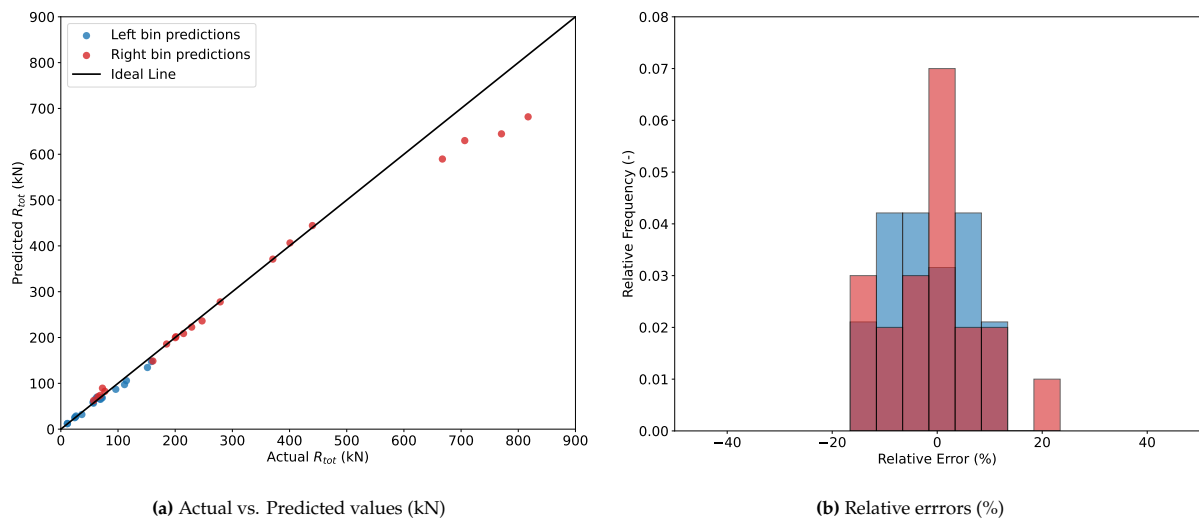 900
800
700
600
500
400
300
200
100
0
Predicted R_tot (kN)
Left bin predictions
Right bin predictions
Ideal Line
0 100 200 300 400 500 600 700 800 900
Actual R_tot (kN)
(a) Actual vs. Predicted values (kN)
0.08
0.07
0.06
0.05
0.04
0.03
0.02
0.01
0.00
Relative Frequency (-)
−40 −20 0 20 40
Relative Error (%)
(b) Relative errrors (%)